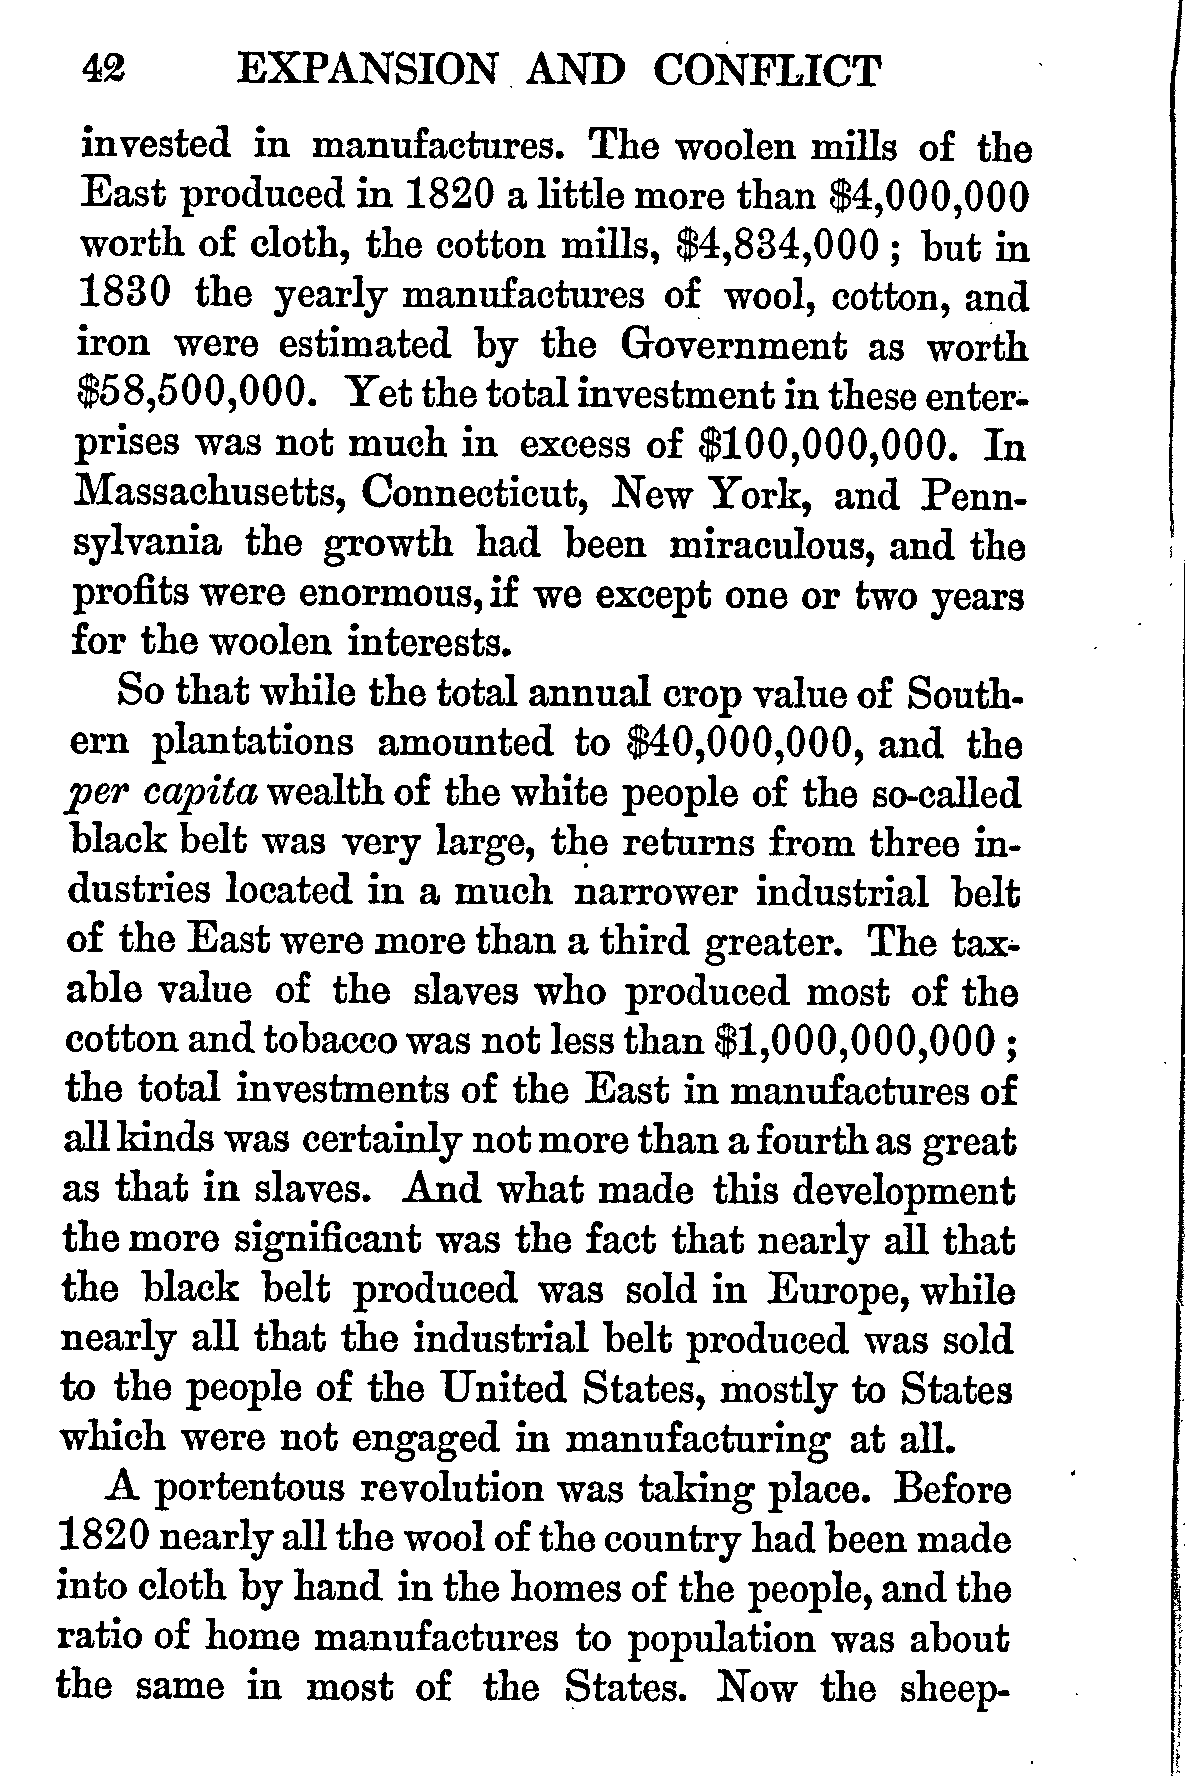 42 EXPANSION AND CONFLICT
invested in manufactures. The woolen mills of the
East produced in 1820 a little more than $4,000,000
worth of cloth, the cotton mills, $4,834,000 ; but in
1830 the yearly manufactures of wool, cotton, and
iron were estimated by the Government as worth
$58,500,000. Yet the total investment in these enter-
prises was not much in excess of $100,000,000. In
Massachusetts, Connecticut, New York, and Penn-
sylvania the growth had been miraculous, and the
profits were enormous, if we except one or two years
for the woolen interests.
So that while the total annual crop value of South-
ern plantations amounted to $40,000,000, and the
per capita wealth of the white people of the so-called
black belt was very large, the returns from three in-
dustries located in a much narrower industrial belt
of the East were more than a third greater. The tax-
able value of the slaves who produced most of the
cotton and tobacco was not less than $1,000,000,000 ;
the total investments of the East in manufactures of
all kinds was certainly not more than a fourth as great
as that in slaves. And what made this development
the more significant was the fact that nearly all that
the black belt produced was sold in Europe, while
nearly all that the industrial belt produced was sold
to the people of the United States, mostly to States
which were not engaged in manufacturing at all.
A portentous revolution was taking place. Before
1820 nearly all the wool of the country had been made
into cloth by hand in the homes of the people, and the
ratio of home manufactures to population was about
the same in most of the States. Now the sheep-